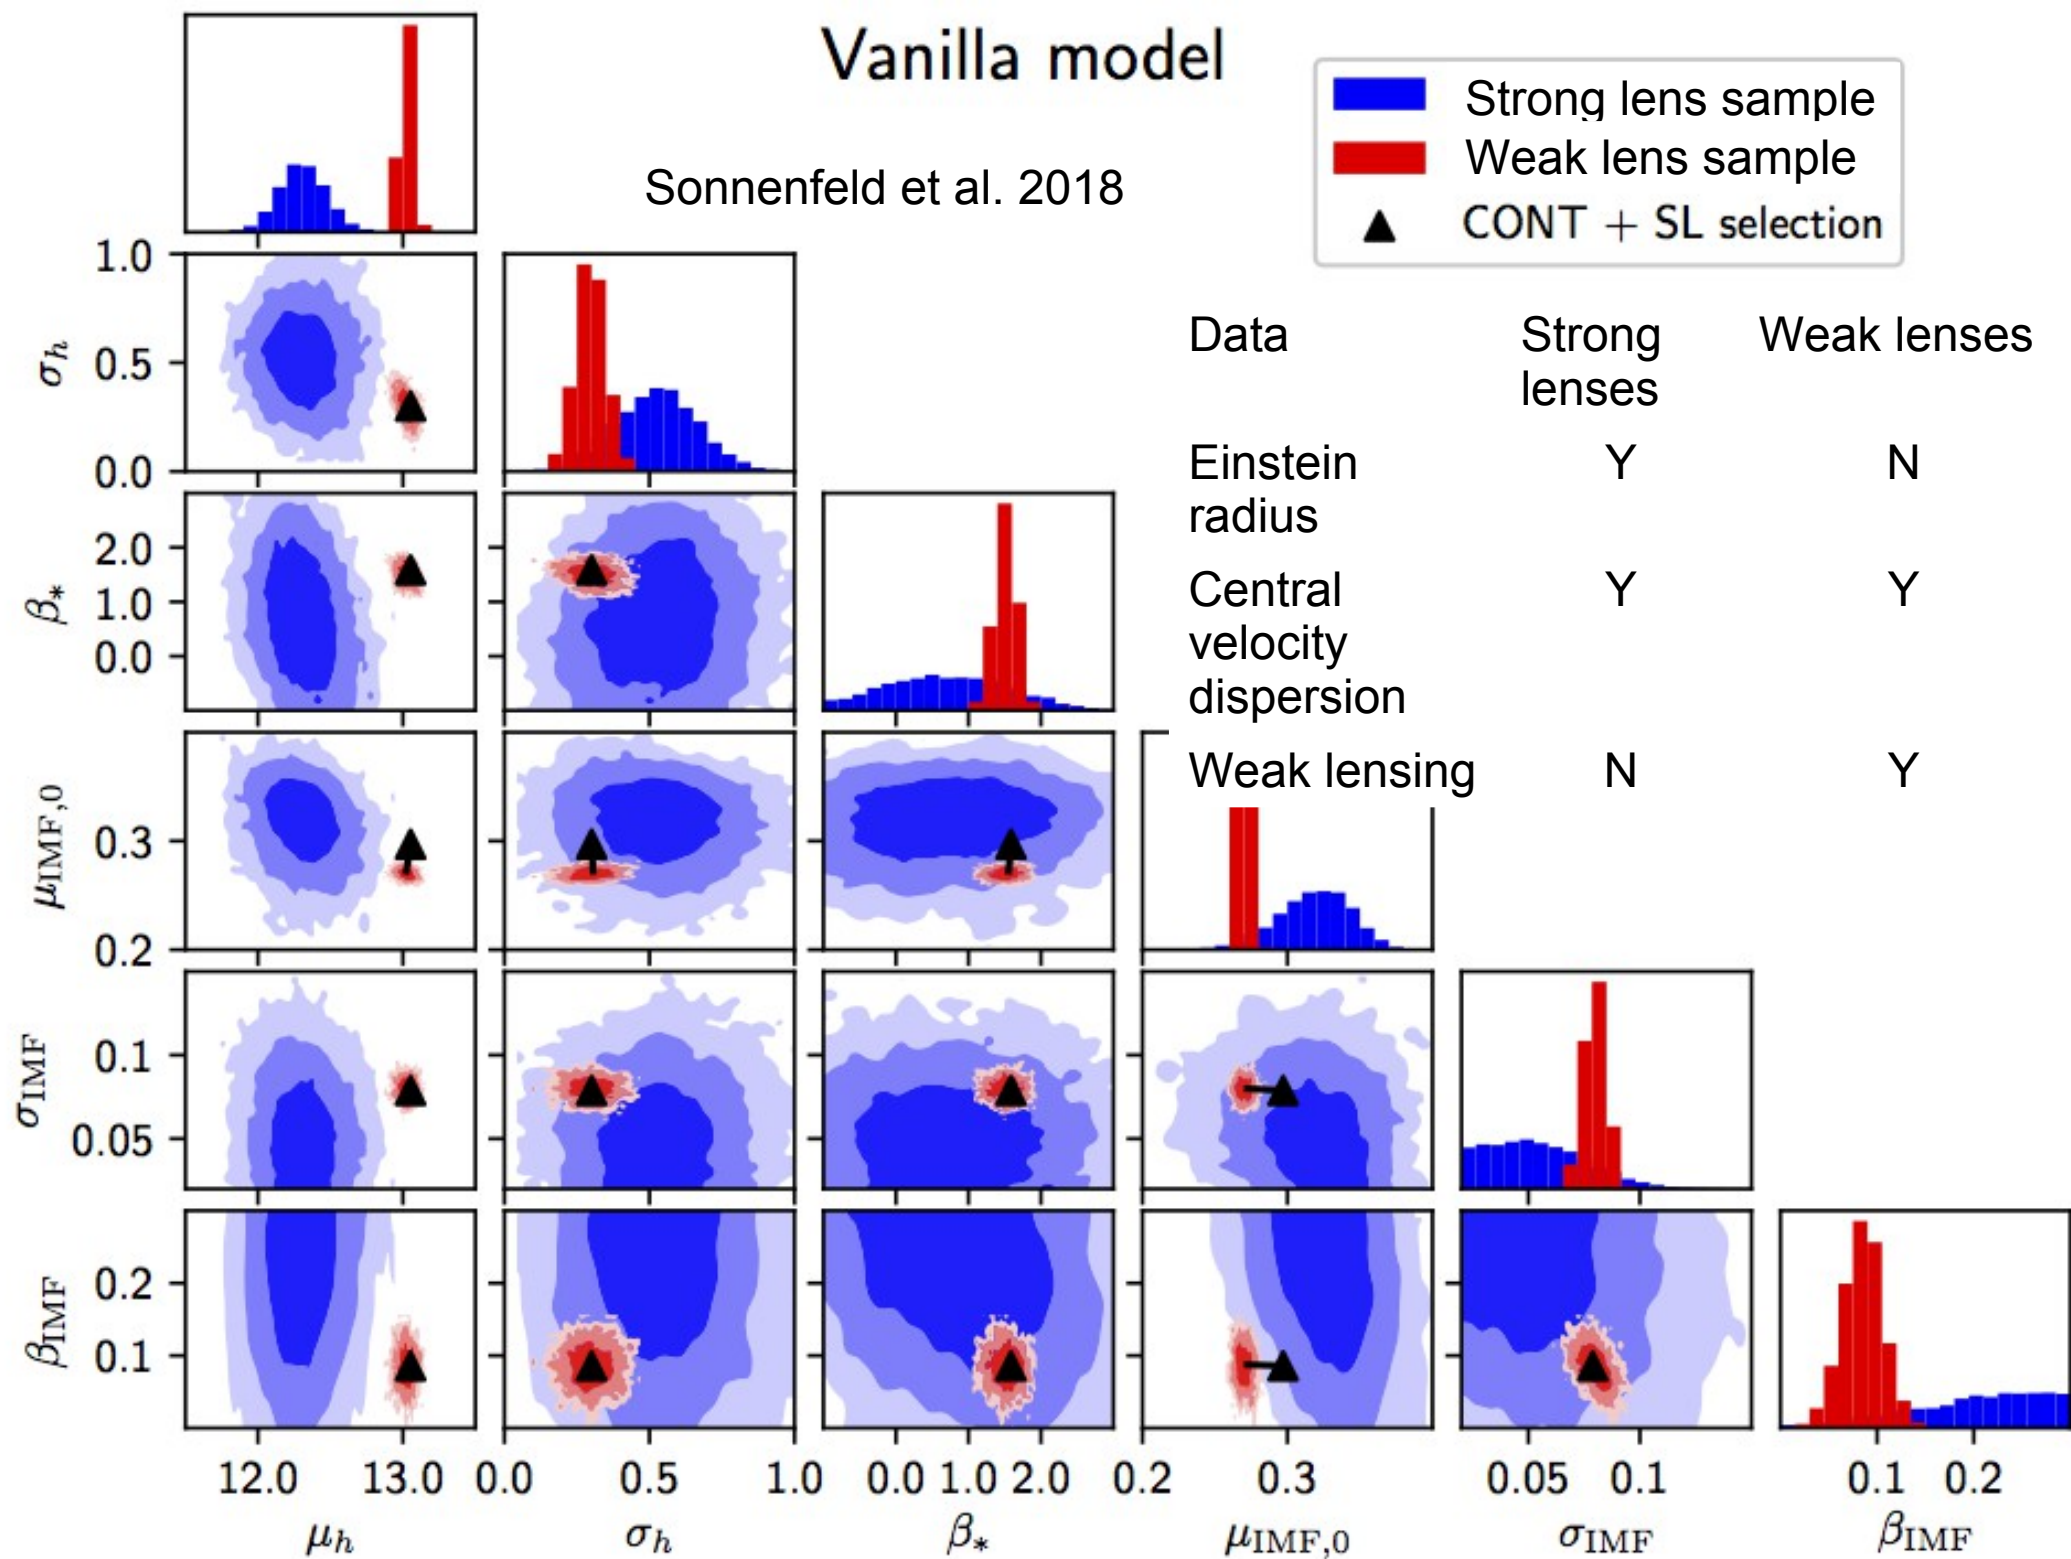 Vanilla model
Strong lens sample
Weak lens sample
▲ CONT + SL selection
Sonnenfeld et al. 2018
Data Strong lenses Weak lenses
Einstein radius Y N
Central velocity dispersion Y Y
Weak lensing N Y
1.0
σh 0.5
0.0
2.0
β* 1.0
0.0
μIMF,0 0.3
0.2
0.1
σIMF
0.05
0.2
βIMF 0.1
12.0 13.0 0.0 0.5 1.0 0.0 1.0 2.0 0.2 0.3 0.05 0.1 0.1 0.2
μh σh β* μIMF,0 σIMF βIMF